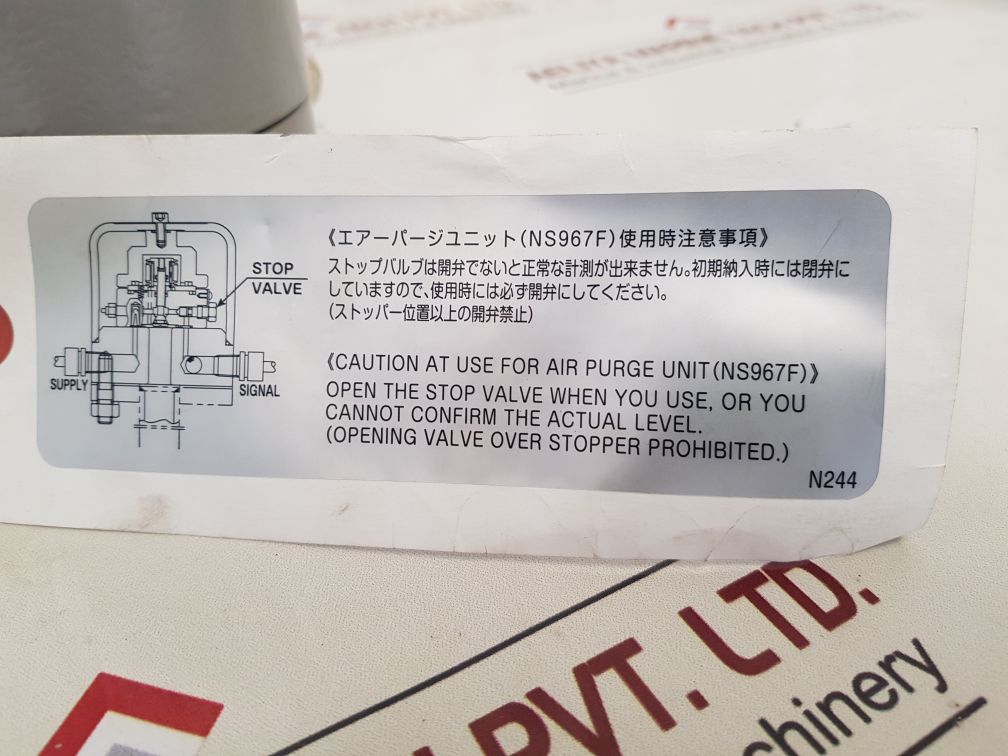 《エアーパージユニット(NS967F)使用時注意事項》
ストップバルブは開弁でないと正常な計測が出来ません。初期納入時には閉弁に
していますので、使用時には必ず開弁にしてください。
(ストッパー位置以上の開弁禁止)
STOP
VALVE
SUPPLY
SIGNAL
《CAUTION AT USE FOR AIR PURGE UNIT(NS967F)》
OPEN THE STOP VALVE WHEN YOU USE, OR YOU
CANNOT CONFIRM THE ACTUAL LEVEL.
(OPENING VALVE OVER STOPPER PROHIBITED.)
N244
PVT. LTD.